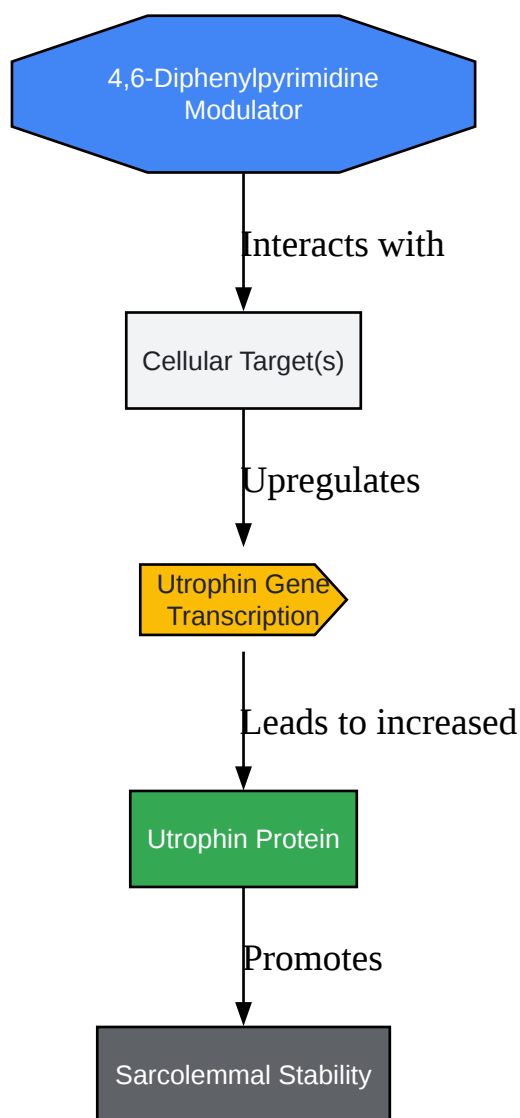 4,6-Diphenylpyrimidine
Modulator
Interacts with
Cellular Target(s)
Upregulates
Utrophin Gene
Transcription
Leads to increased
Utrophin Protein
Promotes
Sarcolemmal Stability